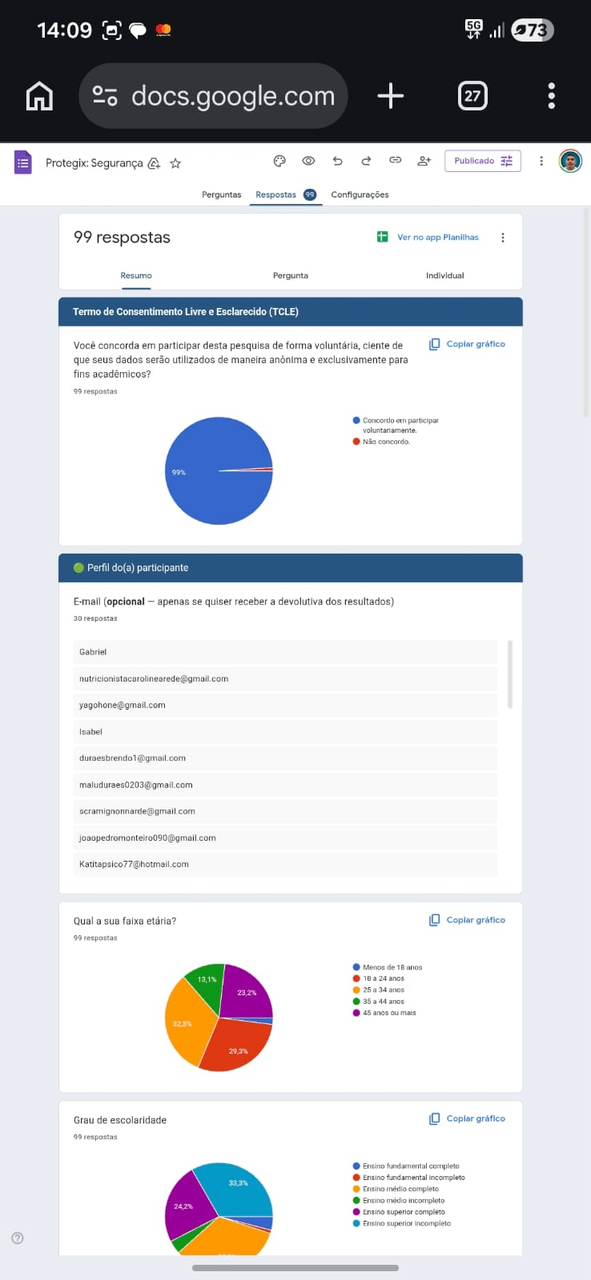 14:09
5G
73
docs.google.com
27
Protegix: Segurança
Publicado
Perguntas
Respostas 99
Configurações
99 respostas
Ver no app Planilhas
Resumo
Pergunta
Individual
Termo de Consentimento Livre e Esclarecido (TCLE)
Você concorda em participar desta pesquisa de forma voluntária, ciente de
que seus dados serão utilizados de maneira anônima e exclusivamente para
fins acadêmicos?
Copiar gráfico
99 respostas
99%
Concordo em participar
voluntariamente.
Não concordo.
Perfil do(a) participante
E-mail (opcional — apenas se quiser receber a devolutiva dos resultados)
30 respostas
Gabriel
nutricionistacarolinearede@gmail.com
yagohone@gmail.com
Isabel
duraesbrendo1@gmail.com
maluduraes0203@gmail.com
scramignonnarde@gmail.com
joaopedromonteiro090@gmail.com
Katitapsico77@hotmail.com
Qual a sua faixa etária?
Copiar gráfico
99 respostas
13,1%
23,2%
32,3%
29,3%
Menos de 18 anos
18 a 24 anos
25 a 34 anos
35 a 44 anos
45 anos ou mais
Grau de escolaridade
Copiar gráfico
99 respostas
33,3%
24,2%
Ensino fundamental completo
Ensino fundamental incompleto
Ensino médio completo
Ensino médio incompleto
Ensino superior completo
Ensino superior incompleto